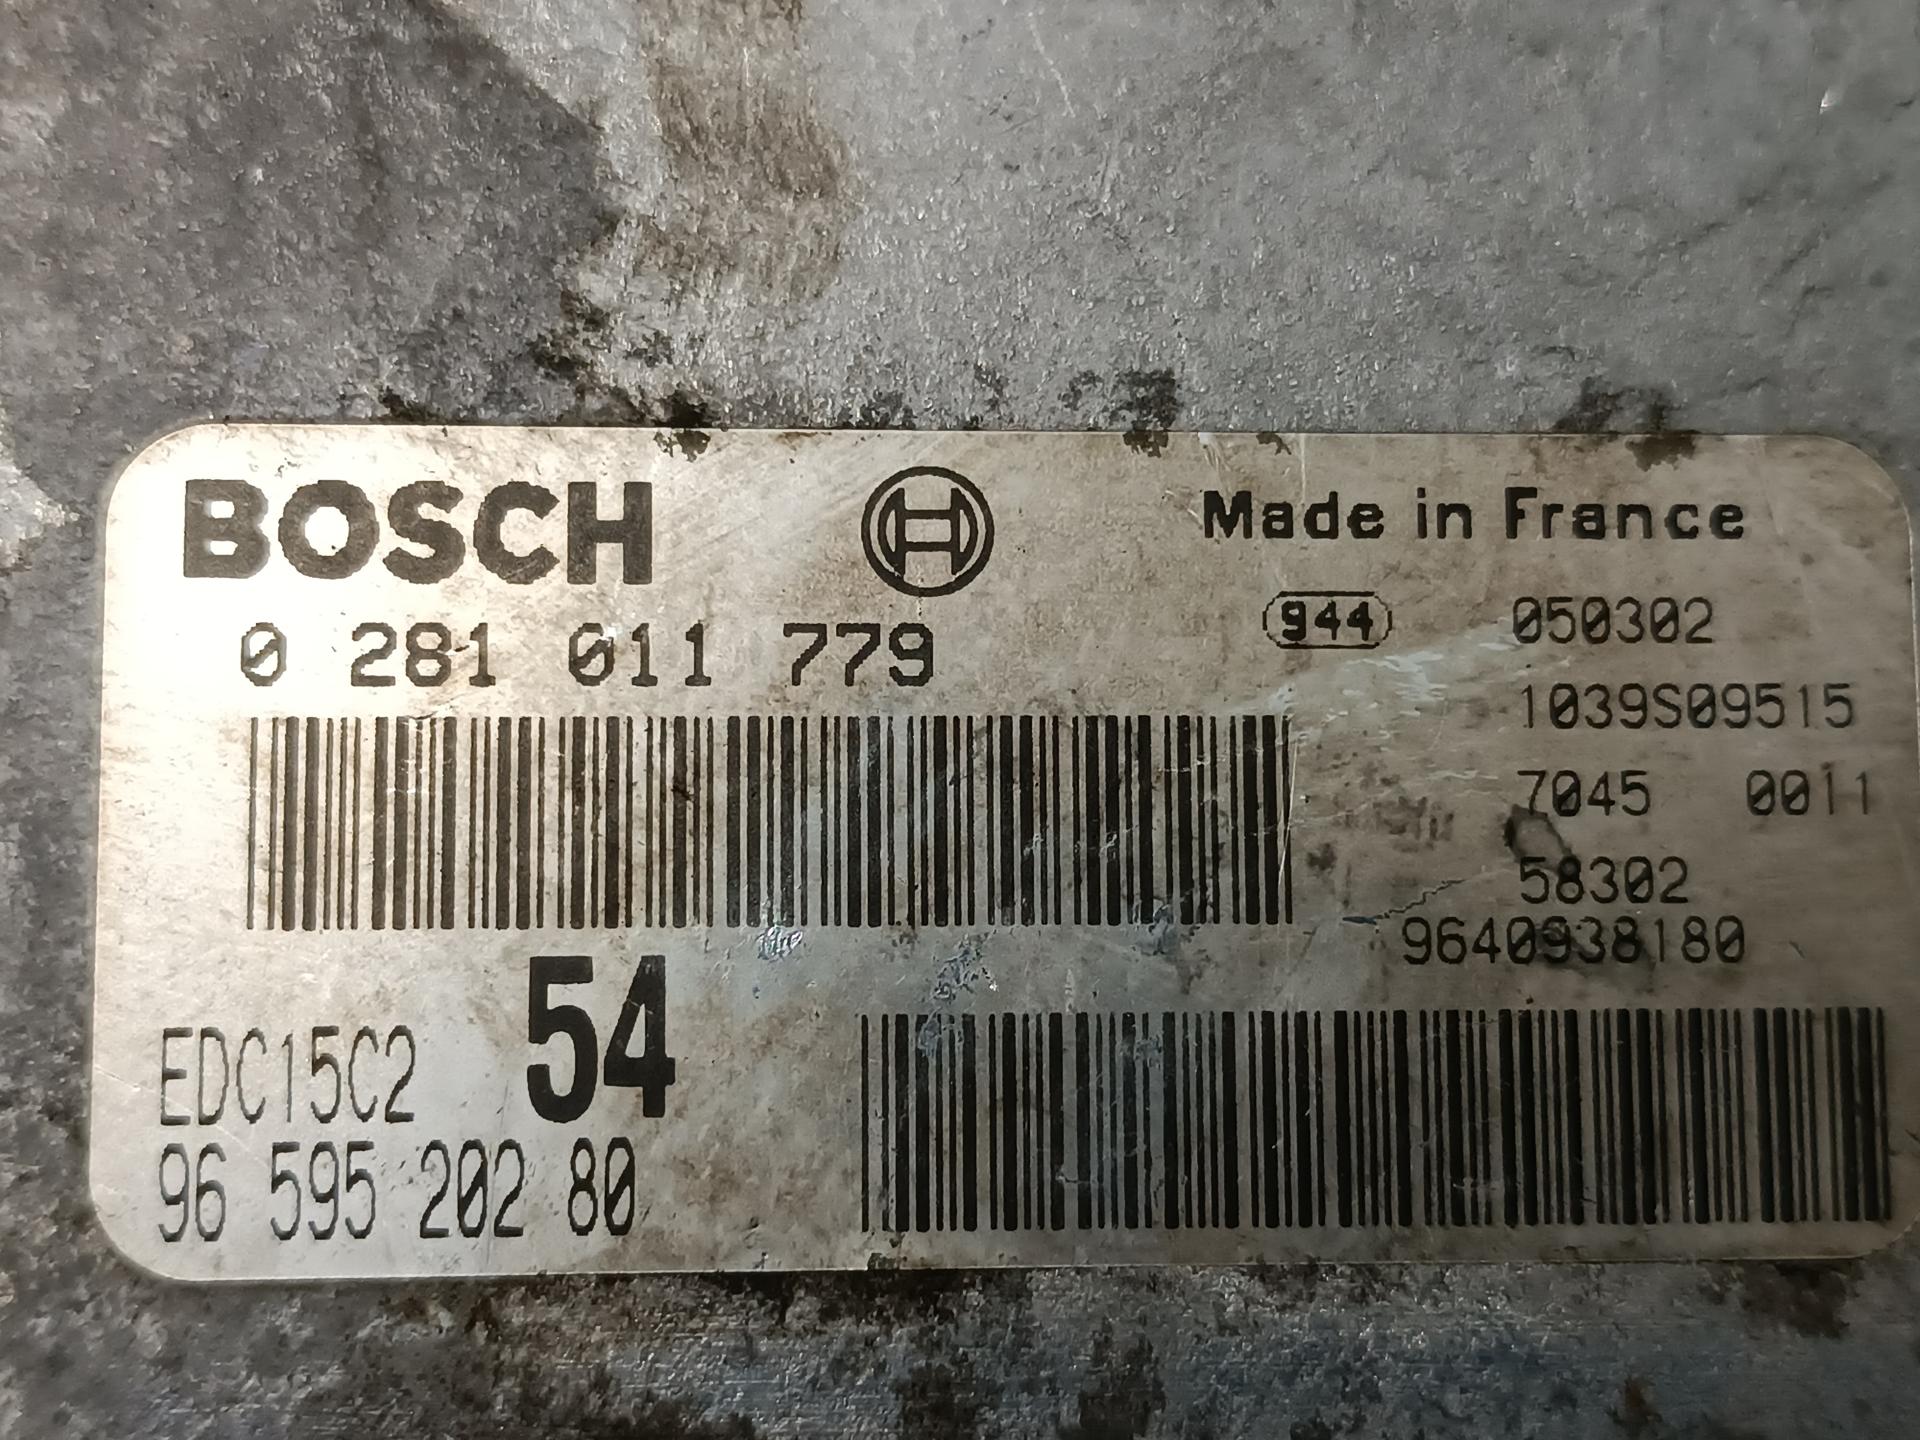 BOSCH
Made in France
0 281 011 779
944 050302
1039S09515
7045 0011
58302
9640938180
EDC15C2 54
96 595 202 80